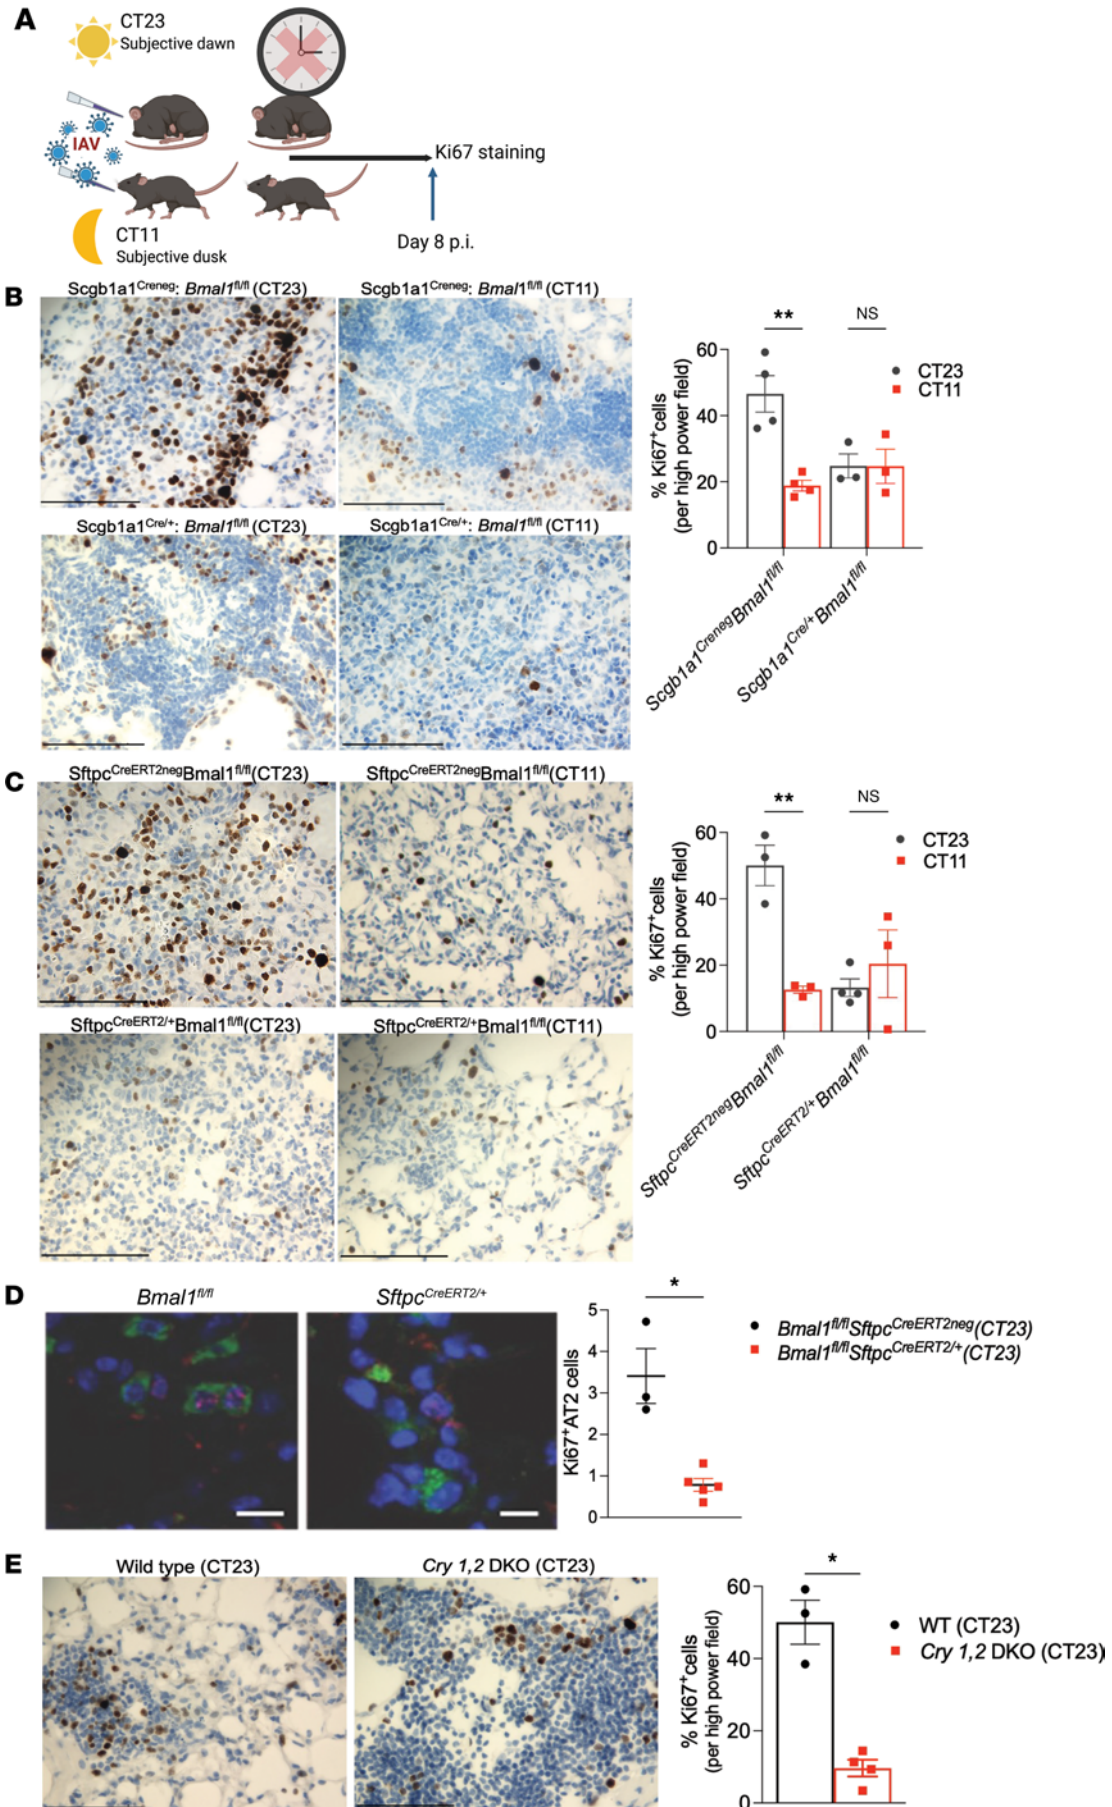 A
CT23
Subjective dawn
IAV
Ki67 staining
CT11
Subjective dusk
Day 8 p.i.
B
Scgb1a1Creneg: Bmal1fl/fl (CT23)
Scgb1a1Creneg: Bmal1fl/fl (CT11)
Scgb1a1Cre/+: Bmal1fl/fl (CT23)
Scgb1a1Cre/+: Bmal1fl/fl (CT11)
** NS
CT23
CT11
% Ki67+cells
(per high power field)
60
40
20
0
Scgb1a1CrenegBmal1fl/fl
Scgb1a1Cre/+Bmal1fl/fl
C
SftpcCreERT2negBmal1fl/fl(CT23)
SftpcCreERT2negBmal1fl/fl(CT11)
SftpcCreERT2/+Bmal1fl/fl(CT23)
SftpcCreERT2/+Bmal1fl/fl(CT11)
** NS
CT23
CT11
% Ki67+cells
(per high power field)
60
40
20
0
SftpcCreERT2negBmal1fl/fl
SftpcCreERT2/+Bmal1fl/fl
D
Bmal1fl/fl
SftpcCreERT2/+
*
Ki67+AT2 cells
5
4
3
2
1
0
Bmal1fl/flSftpcCreERT2neg(CT23)
Bmal1fl/flSftpcCreERT2/+(CT23)
E
Wild type (CT23)
Cry 1,2 DKO (CT23)
*
% Ki67+cells
(per high power field)
60
40
20
0
WT (CT23)
Cry 1,2 DKO (CT23)